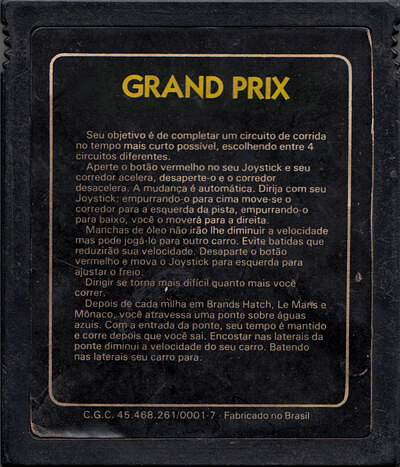 GRAND PRIX
Seu objetivo é de completar um circuito de corrida
no tempo mais curto possível, escolhendo entre 4
circuitos diferentes.
Aperte o botão vermelho no seu Joystick e seu
corredor acelera, desaperte-o e o corredor
desacelera. A mudança é automática. Dirija com seu
Joystick: empurrando-o para cima move-se o
corredor para a esquerda da pista, empurrando-o
para baixo, você o moverá para a direita.
Manchas de óleo não irão lhe diminuir a velocidade
mas pode jogá-lo para outro carro. Evite batidas que
reduzirão sua velocidade. Desaparte o botão
vermelho e mova o Joystick para esquerda para
ajustar o freio.
Dirigir se torna mais difícil quanto mais você
correr.
Depois de cada milha em Brands Hatch, Le Mans e
Mônaco, você atravessa uma ponte sobre águas
azuis. Com a entrada da ponte, seu tempo é mantido
e corre depois que você sai. Encostar nas laterais da
ponte diminui a velocidade do seu carro. Batendo
nas laterais seu carro para.
C.G.C. 45.468.261/0001-7 - Fabricado no Brasil